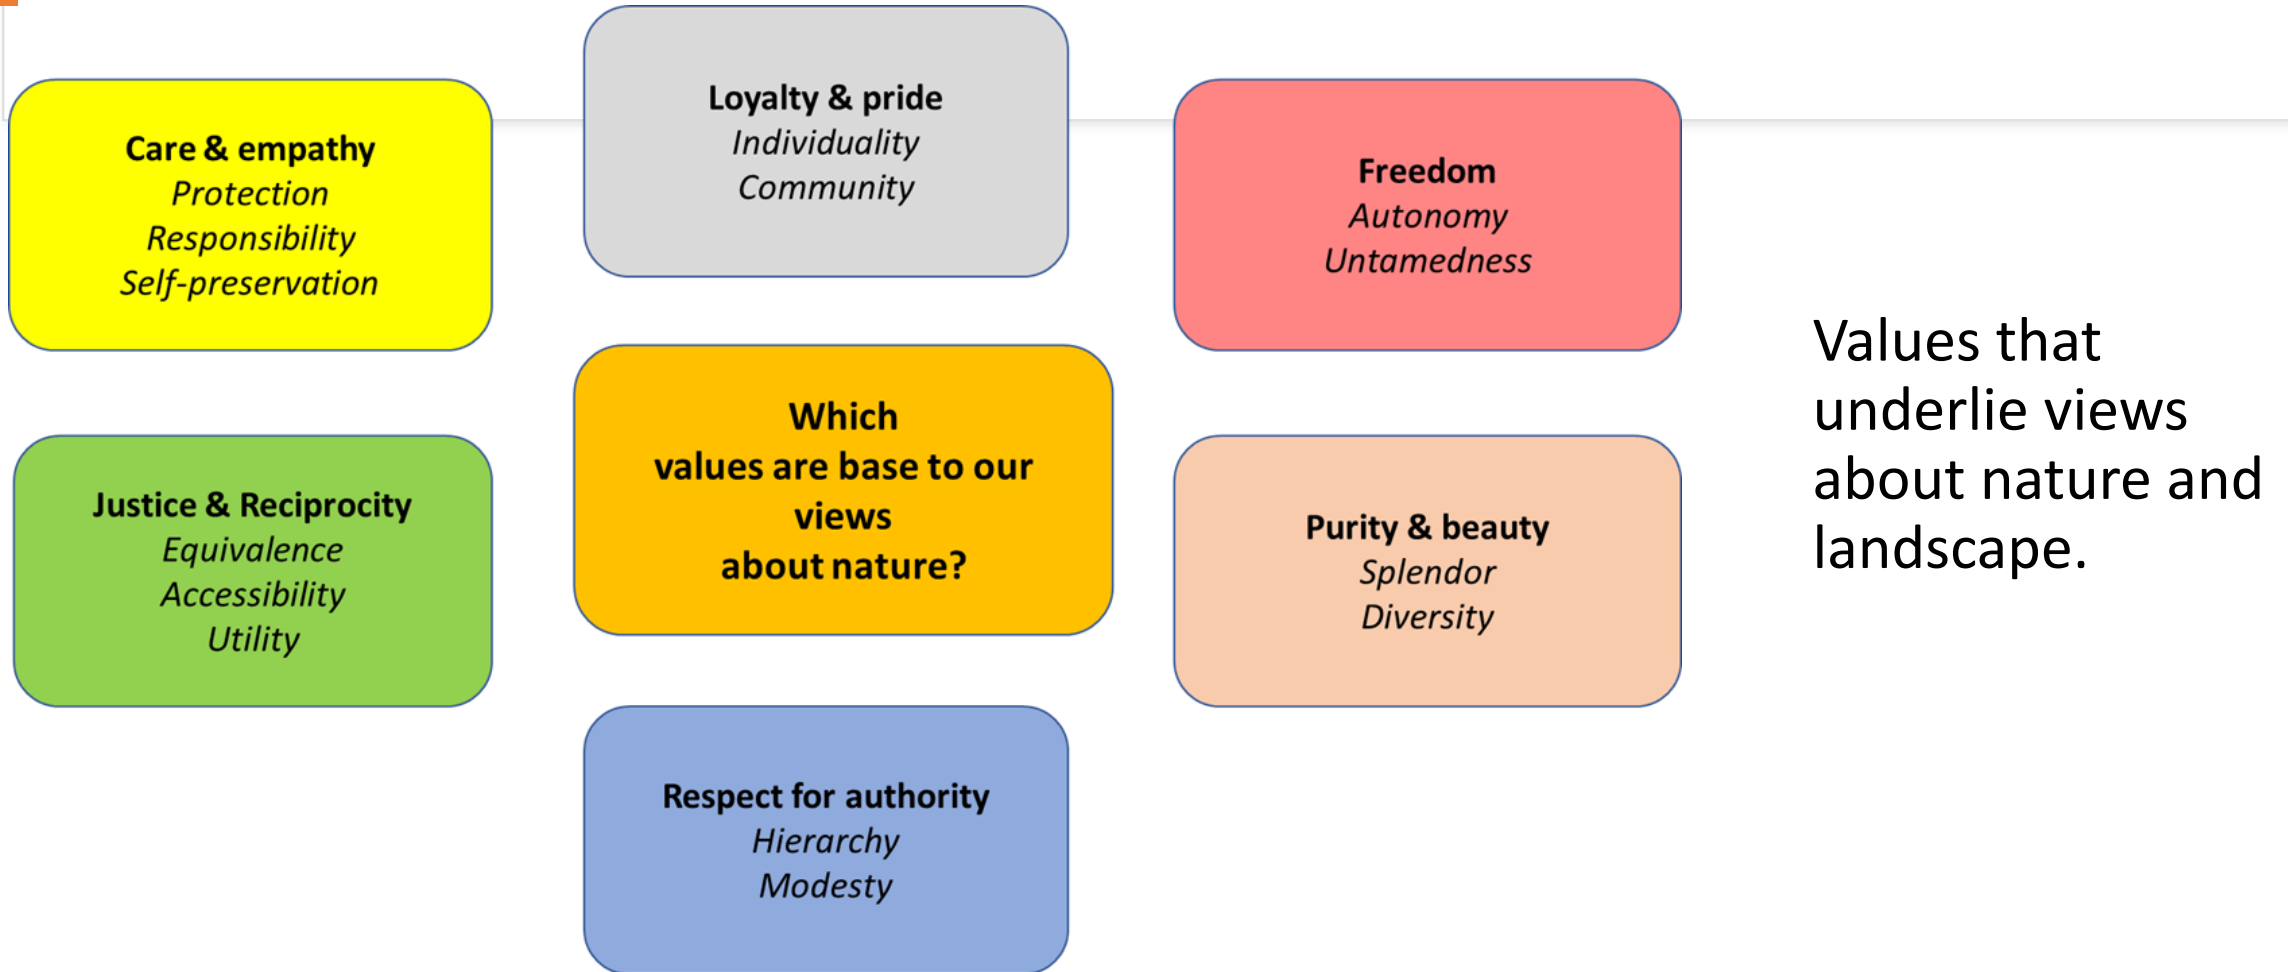 Loyalty & pride
Individuality
Community
Care & empathy
Protection
Responsibility
Self-preservation
Freedom
Autonomy
Untamedness
Which
values are base to our
views
about nature?
Justice & Reciprocity
Equivalence
Accessibility
Utility
Purity & beauty
Splendor
Diversity
Respect for authority
Hierarchy
Modesty
Values that
underlie views
about nature and
landscape.